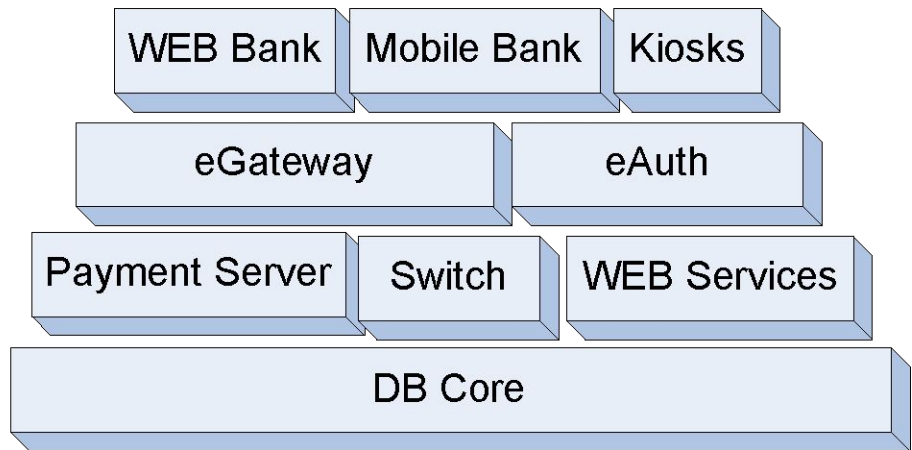 WEB Bank
Mobile Bank
Kiosks
eGateway
eAuth
Payment Server
Switch
WEB Services
DB Core